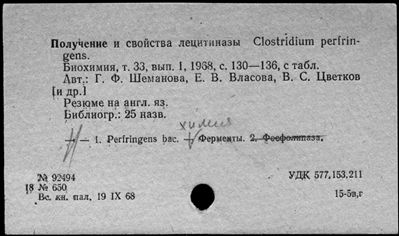 Получение и свойства лецитиназы Clostridium perfrin-
gens.
Биохимия, т. 33, вып. 1, 1968, с. 130—136, с табл.
Авт.: Г. Ф. Шеманова, Е. В. Власова, В. С. Цветков
[и др.]
Резюме на англ. яз.
Библиогр.: 25 назв.
химия
— 1. Perfringens bac. — Ферменты. 2. Фосфолипаза.
№ 92494 УДК 577,153,211
18 № 650
Вс. кн. пал, 19 IX 68 15-5в,г